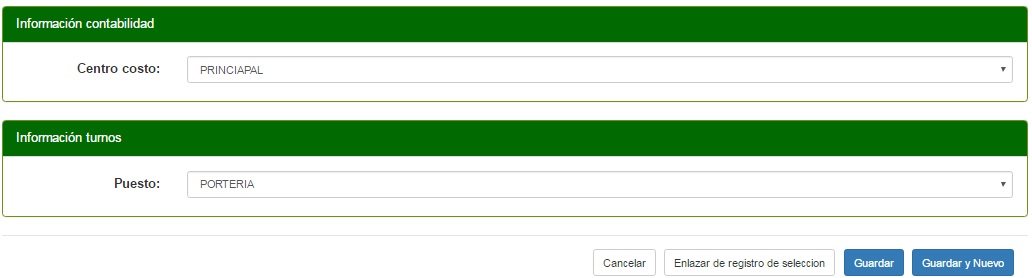 Información contabilidad
Centro costo: PRINCIAPAL
Información turnos
Puesto: PORTERIA
Cancelar Enlazar de registro de seleccion Guardar Guardar y Nuevo